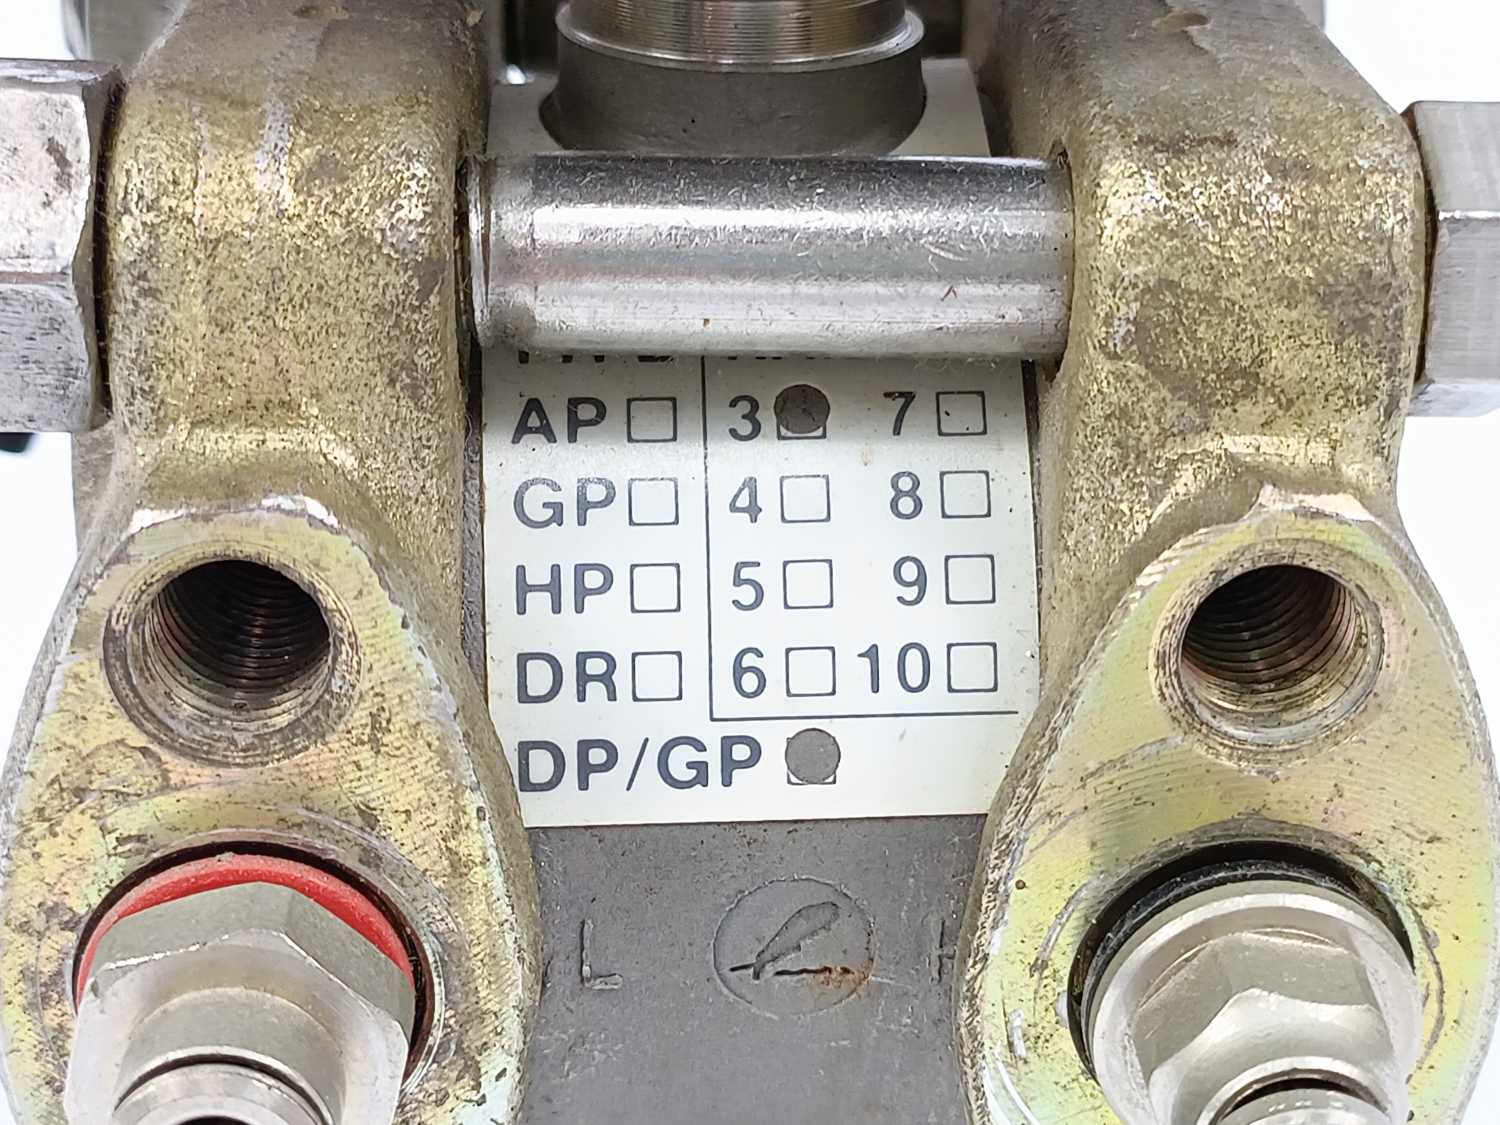 AP 3 7
GP 4 8
HP 5 9
DR 6 10
DP/GP
L H